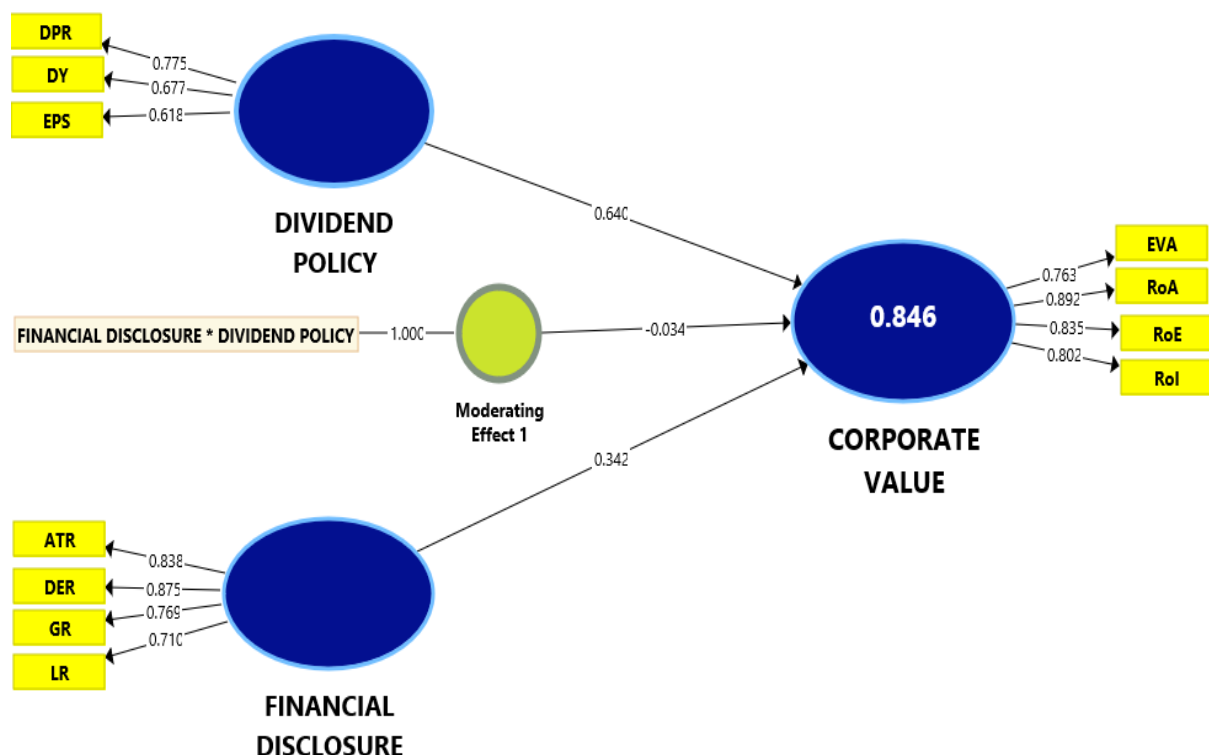 DPR
0.775
DY
0.677
EPS
0.618
DIVIDEND
POLICY
0.640
FINANCIAL DISCLOSURE * DIVIDEND POLICY
1.000
Moderating
Effect 1
-0.034
0.846
CORPORATE
VALUE
EVA
0.763
RoA
0.892
RoE
0.835
RoI
0.802
0.342
ATR
0.838
DER
0.875
GR
0.769
LR
0.710
FINANCIAL
DISCLOSURE